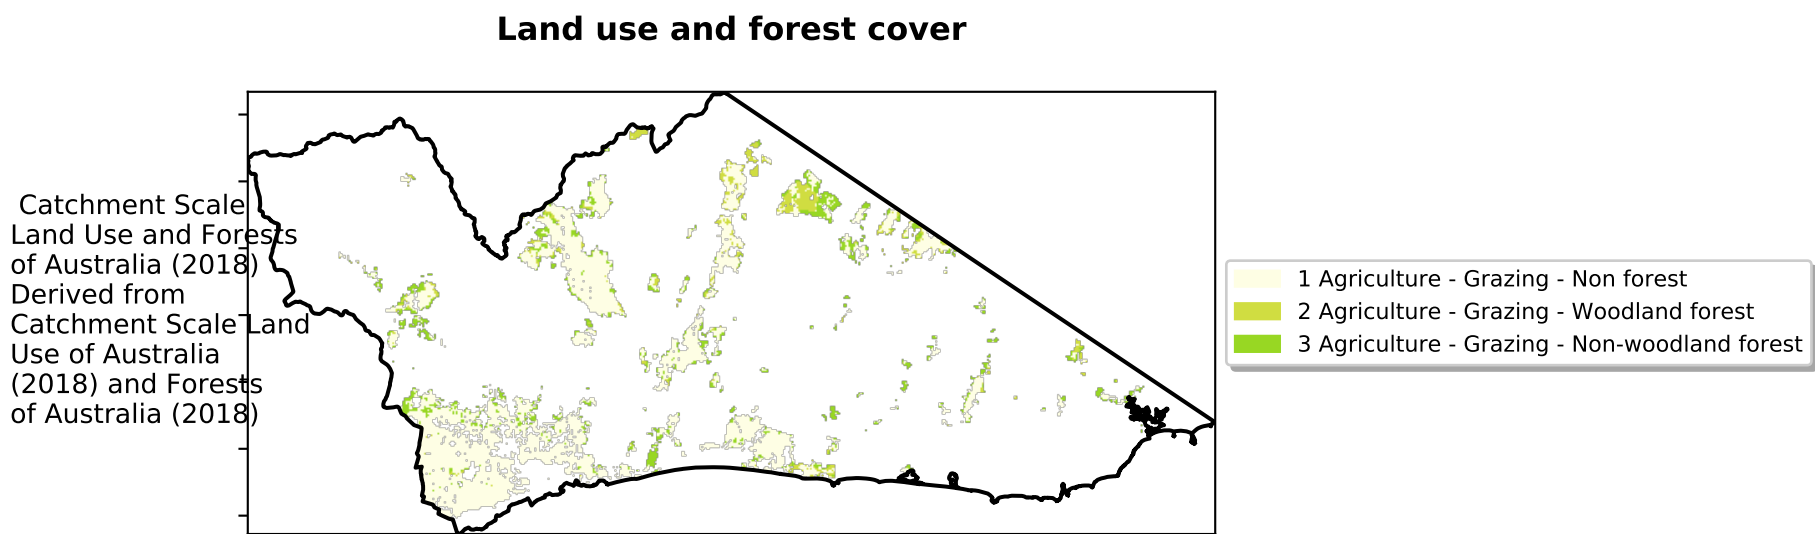 Land use and forest cover
Catchment Scale
Land Use and Forests
of Australia (2018)
Derived from
Catchment Scale Land
Use of Australia
(2018) and Forests
of Australia (2018)
1 Agriculture - Grazing - Non forest
2 Agriculture - Grazing - Woodland forest
3 Agriculture - Grazing - Non-woodland forest